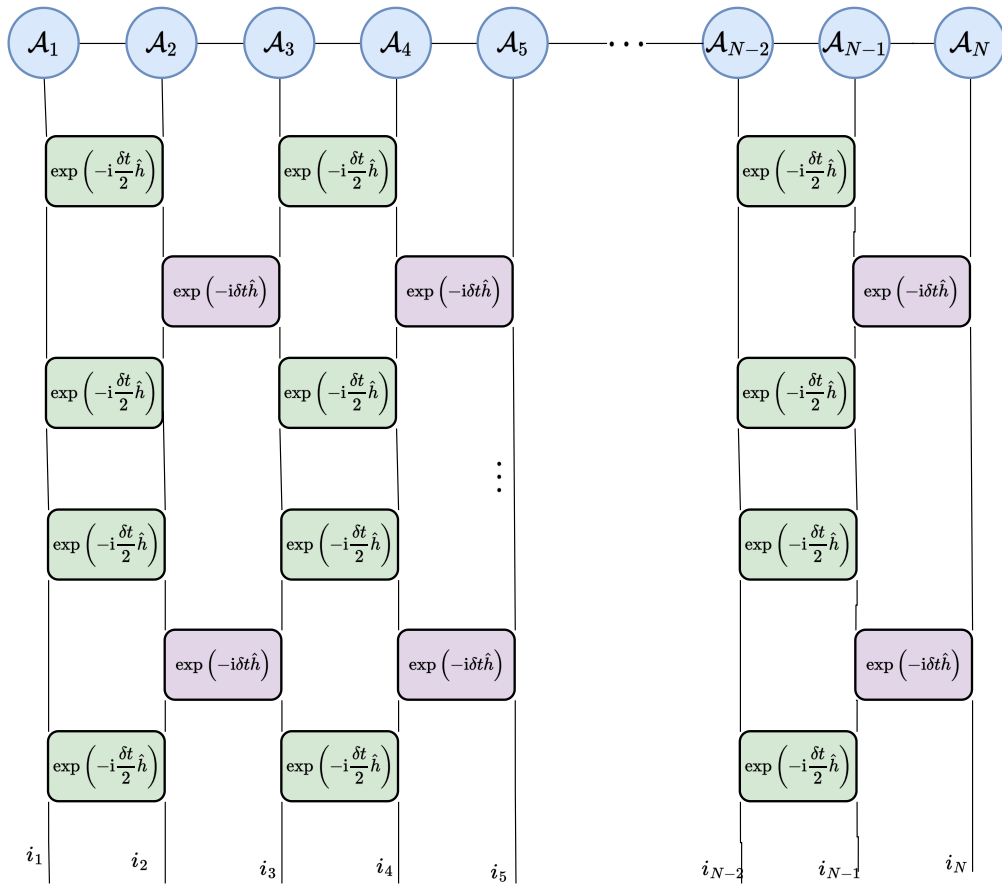 𝒜₁ 𝒜₂ 𝒜₃ 𝒜₄ 𝒜₅ ··· 𝒜_{N−2} 𝒜_{N−1} 𝒜_N
exp(−i δt/2 ĥ) exp(−i δt/2 ĥ) exp(−i δt/2 ĥ)
exp(−iδtĥ) exp(−iδtĥ) exp(−iδtĥ)
exp(−i δt/2 ĥ) exp(−i δt/2 ĥ) exp(−i δt/2 ĥ)
⋮
exp(−i δt/2 ĥ) exp(−i δt/2 ĥ) exp(−i δt/2 ĥ)
exp(−iδtĥ) exp(−iδtĥ) exp(−iδtĥ)
exp(−i δt/2 ĥ) exp(−i δt/2 ĥ) exp(−i δt/2 ĥ)
i₁ i₂ i₃ i₄ i₅ i_{N−2} i_{N−1} i_N